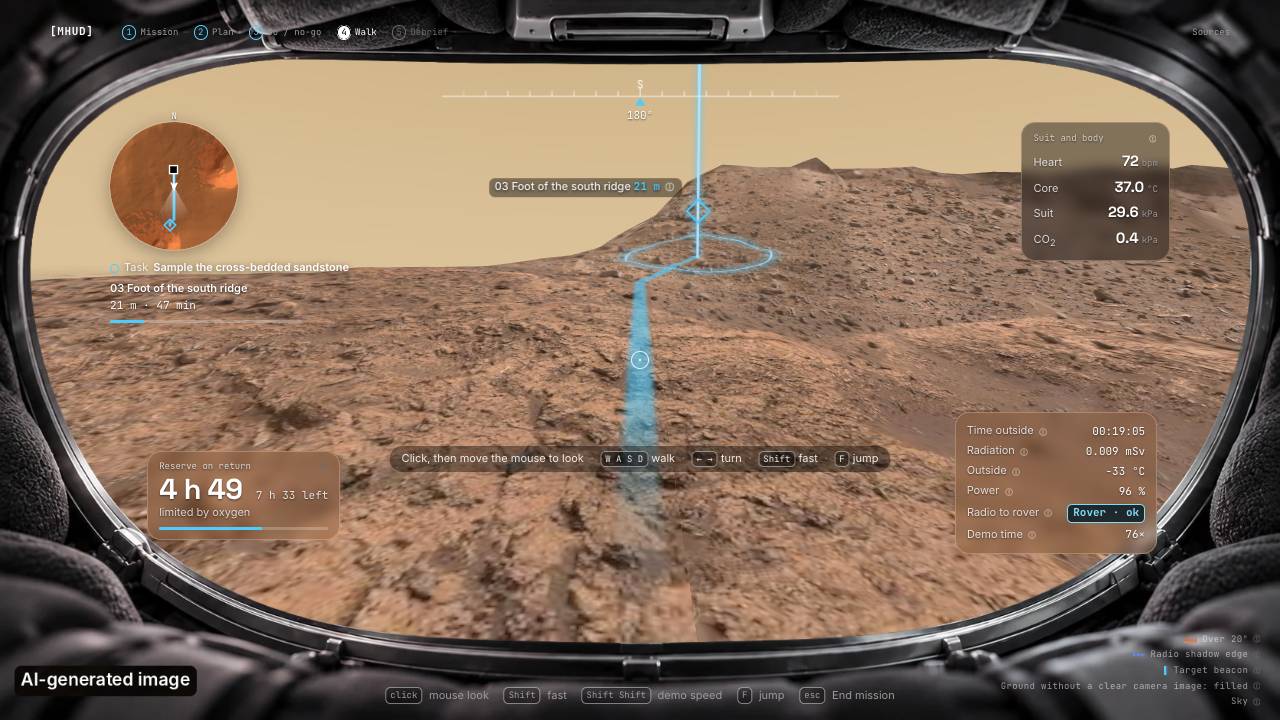 [MHUD] 1 Mission 2 Plan 3 Go / no-go 4 Walk 5 Debrief Sources
S
180°
N
03 Foot of the south ridge 21 m
Suit and body
Heart 72 bpm
Core 37.0 °C
Suit 29.6 kPa
CO2 0.4 kPa
Task Sample the cross-bedded sandstone
03 Foot of the south ridge
21 m · 47 min
Click, then move the mouse to look W A S D walk ← → turn Shift fast F jump
Reserve on return
4 h 49 7 h 33 left
limited by oxygen
Time outside 00:19:05
Radiation 0.009 mSv
Outside -33 °C
Power 96 %
Radio to rover Rover · ok
Demo time 76×
Over 20°
Radio shadow edge
Target beacon
Ground without a clear camera image: filled
Sky
AI-generated image
click mouse look Shift fast Shift Shift demo speed F jump esc End mission